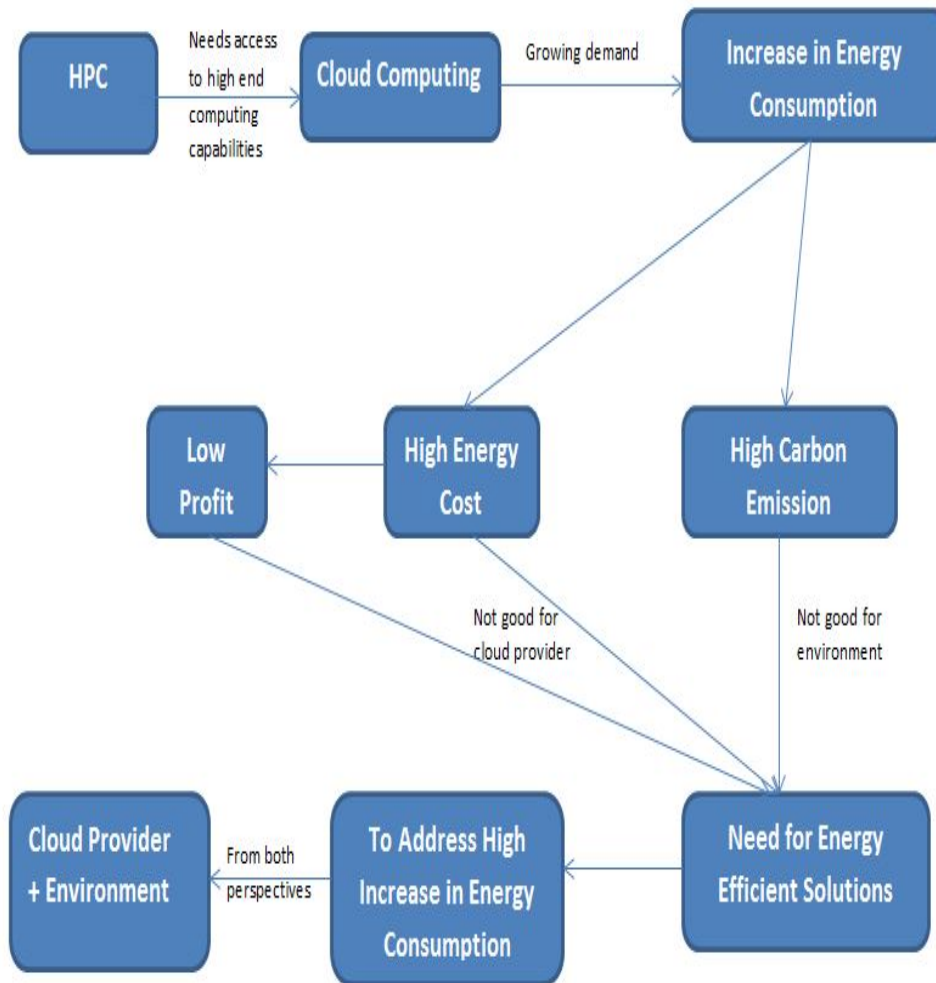 HPC
Needs access
to high end
computing
capabilities
Cloud Computing
Growing demand
Increase in Energy
Consumption
Low
Profit
High Energy
Cost
High Carbon
Emission
Not good for
cloud provider
Not good for
environment
Cloud Provider
+ Environment
From both
perspectives
To Address High
Increase in Energy
Consumption
Need for Energy
Efficient Solutions